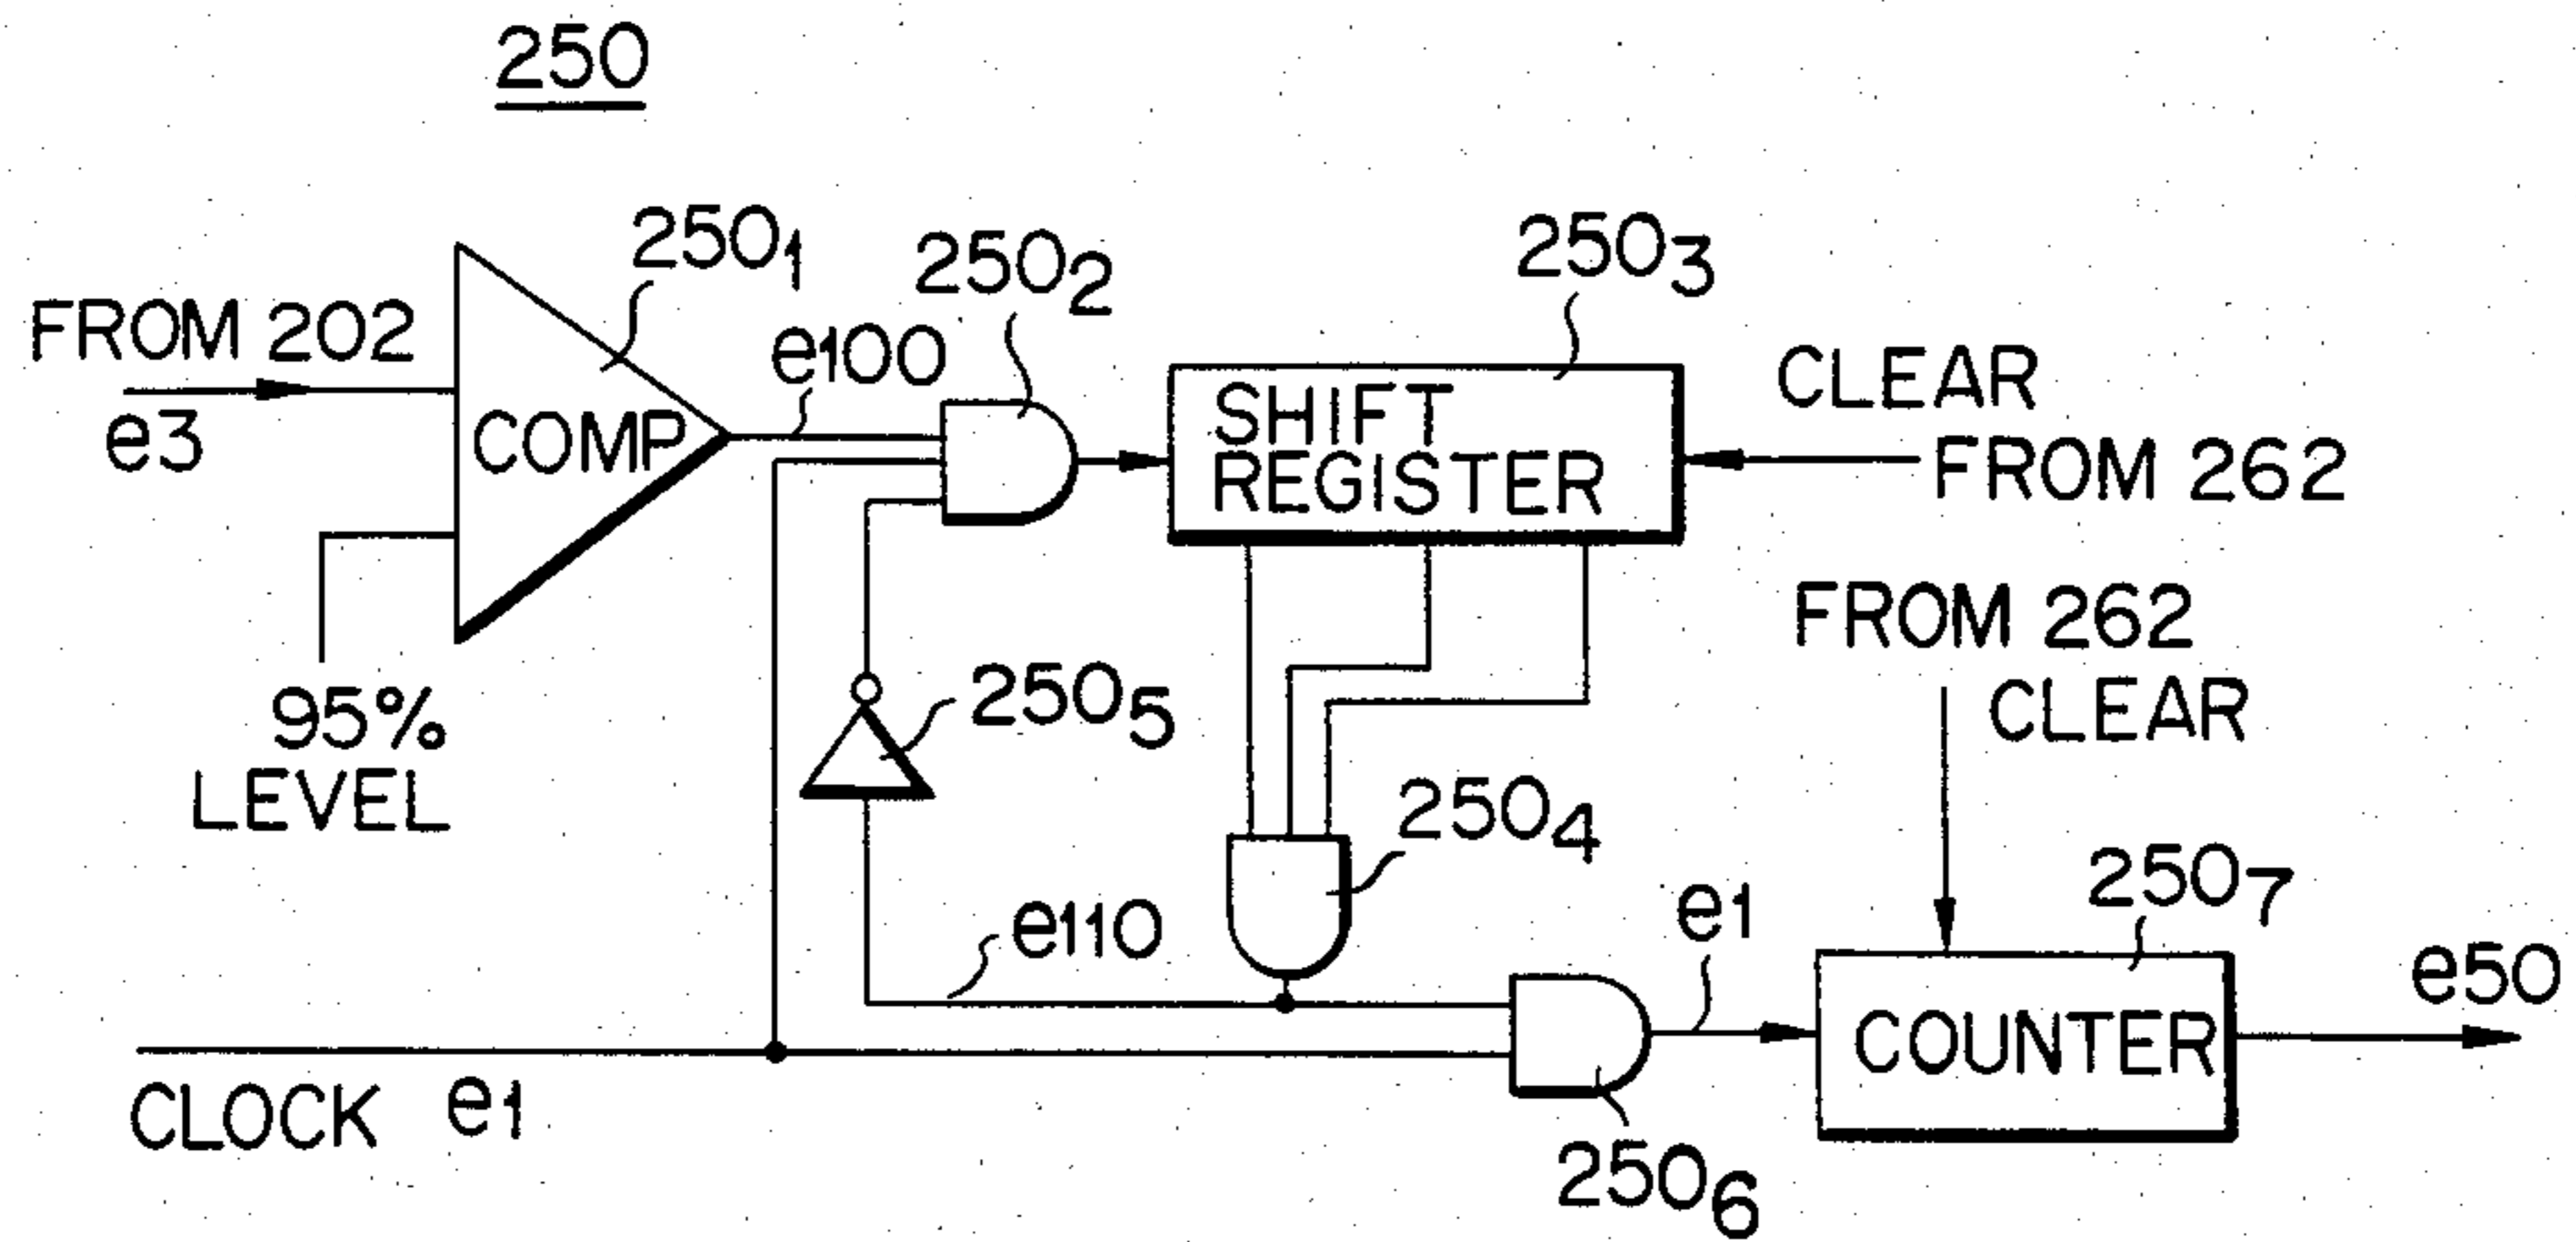 250
250₁
250₂
250₃
FROM 202
e3
COMP
e100
SHIFT
REGISTER
CLEAR
FROM 262
95%
LEVEL
250₅
FROM 262
CLEAR
250₄
e110
e1
250₇
COUNTER
e50
CLOCK e1
250₆